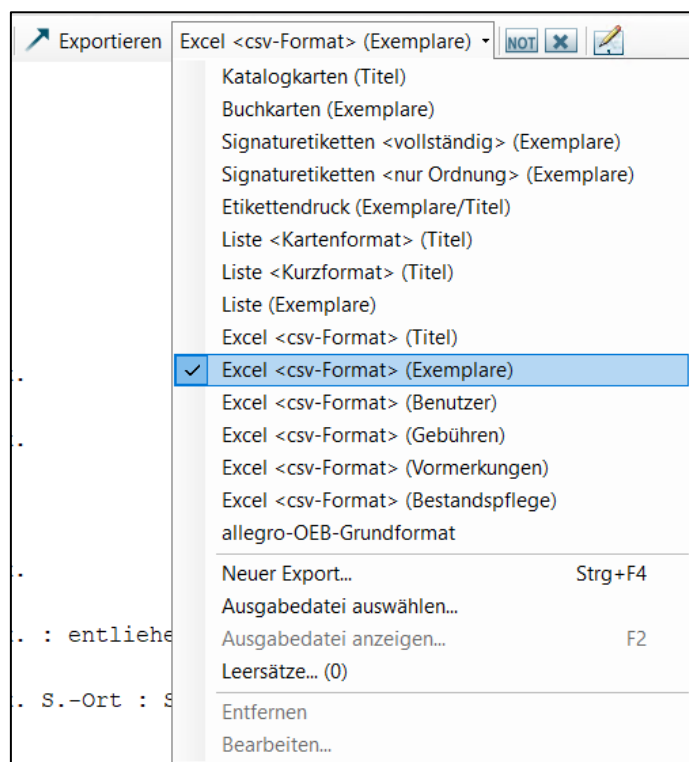 Exportieren Excel <csv-Format> (Exemplare) NOT
Katalogkarten (Titel)
Buchkarten (Exemplare)
Signaturetiketten <vollständig> (Exemplare)
Signaturetiketten <nur Ordnung> (Exemplare)
Etikettendruck (Exemplare/Titel)
Liste <Kartenformat> (Titel)
Liste <Kurzformat> (Titel)
Liste (Exemplare)
Excel <csv-Format> (Titel)
Excel <csv-Format> (Exemplare)
Excel <csv-Format> (Benutzer)
Excel <csv-Format> (Gebühren)
Excel <csv-Format> (Vormerkungen)
Excel <csv-Format> (Bestandspflege)
allegro-OEB-Grundformat
Neuer Export... Strg+F4
Ausgabedatei auswählen...
. : entliehe Ausgabedatei anzeigen... F2
Leersätze... (0)
. S.-Ort : S
Entfernen
Bearbeiten...